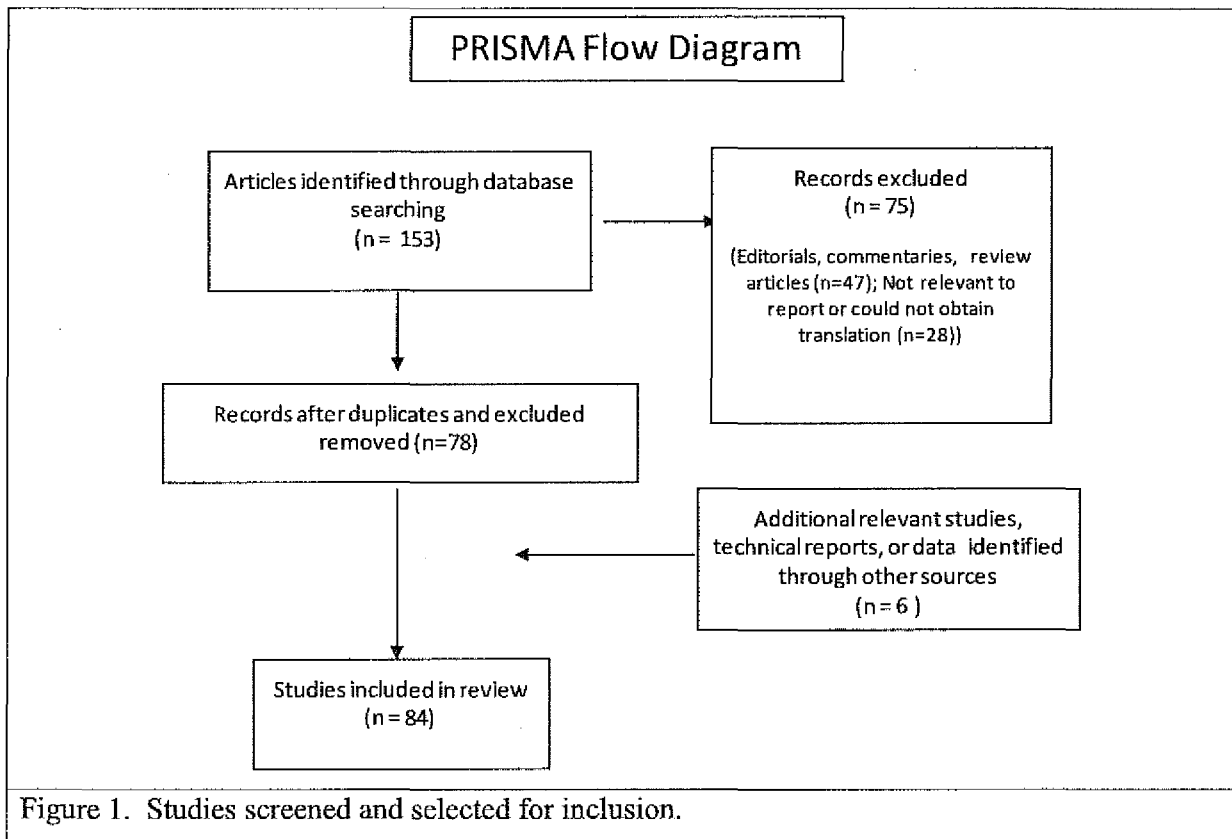 PRISMA Flow Diagram
Articles identified through database
searching
(n = 153)
Records excluded
(n = 75)
(Editorials, commentaries, review
articles (n=47); Not relevant to
report or could not obtain
translation (n=28))
Records after duplicates and excluded
removed (n=78)
Additional relevant studies,
technical reports, or data identified
through other sources
(n = 6 )
Studies included in review
(n = 84)
Figure 1. Studies screened and selected for inclusion.